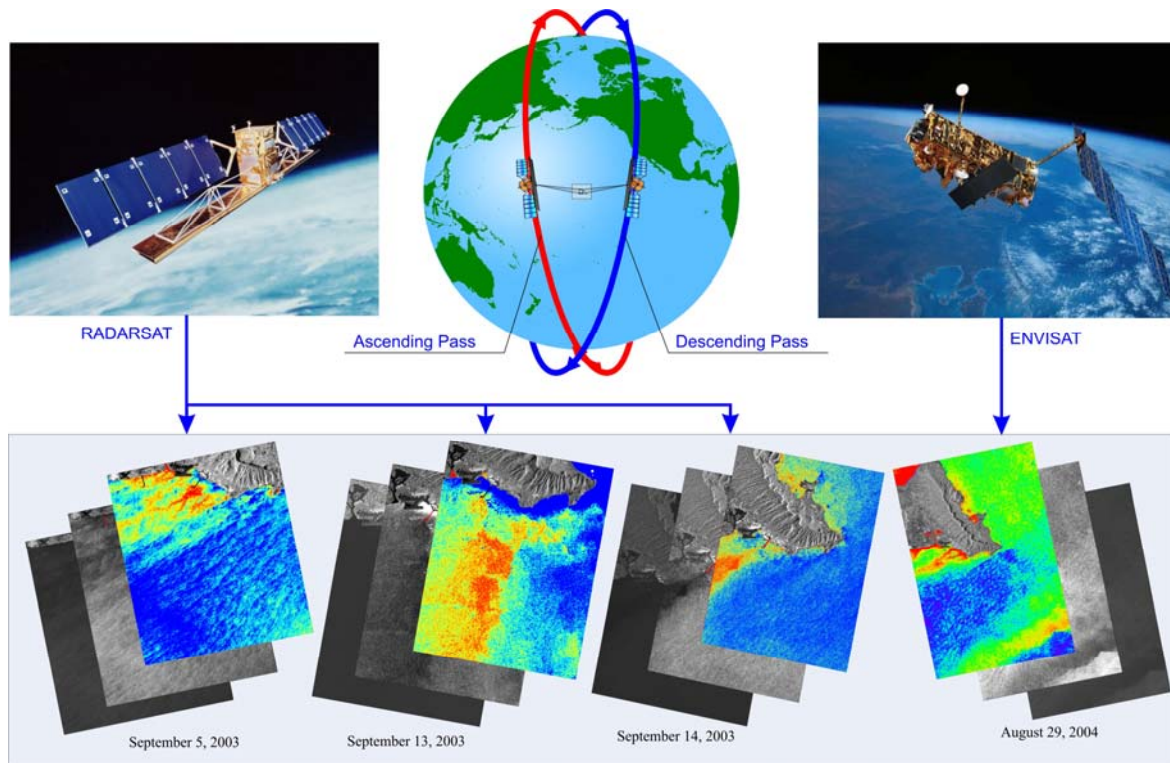 RADARSAT
Ascending Pass
Descending Pass
ENVISAT
September 5, 2003
September 13, 2003
September 14, 2003
August 29, 2004